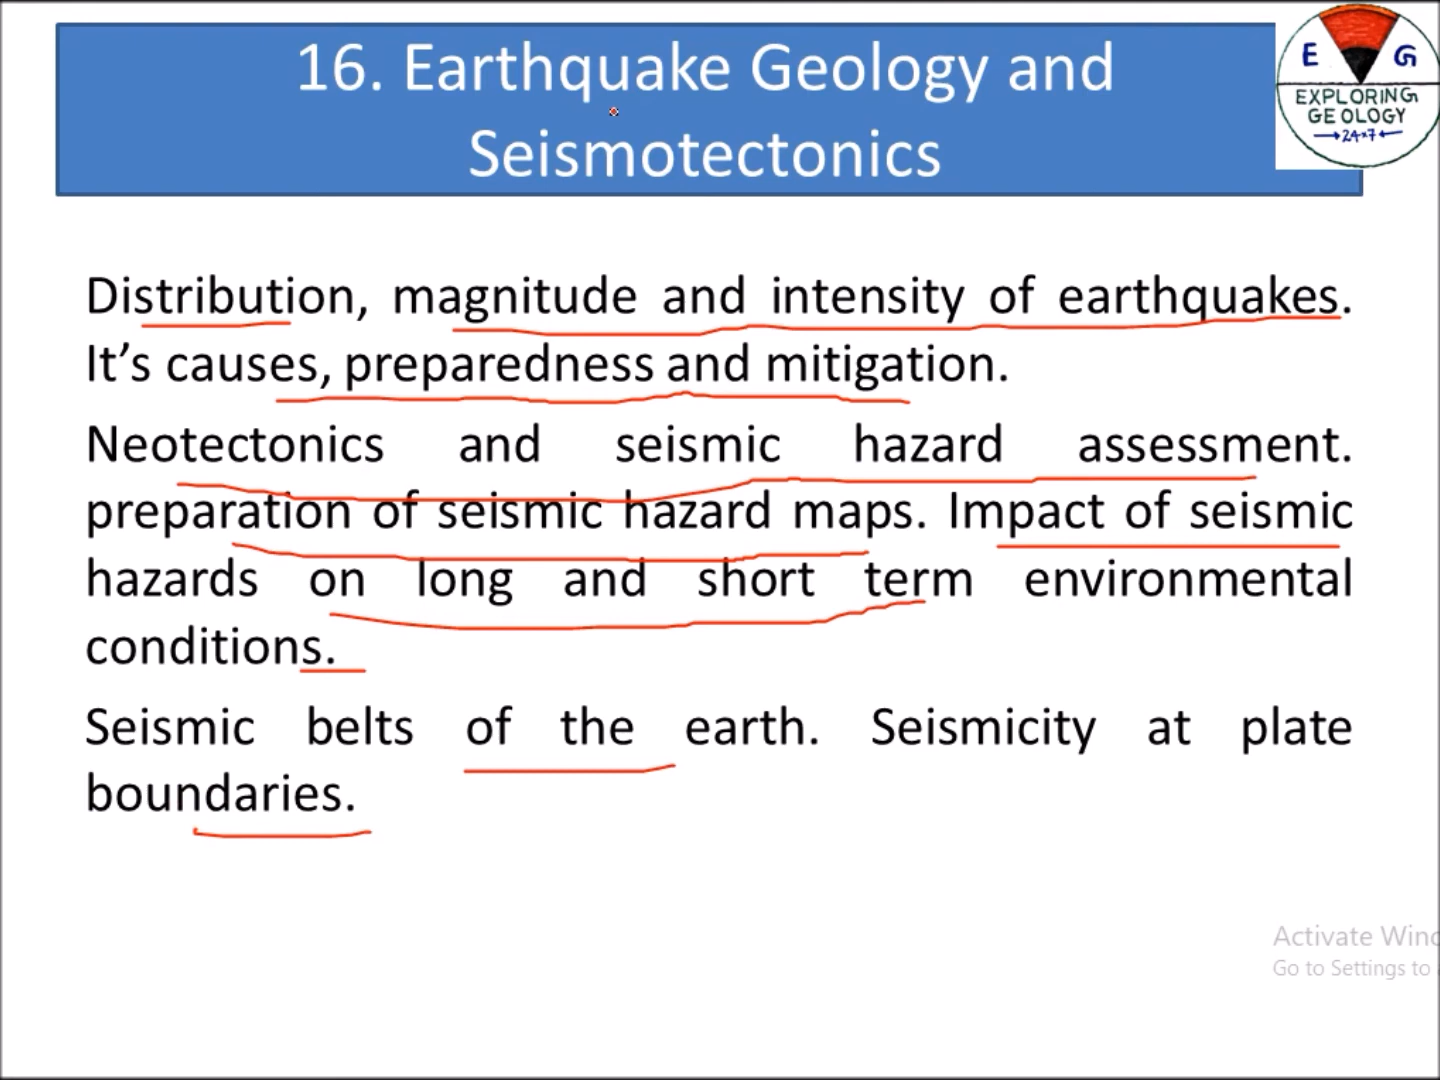 16. Earthquake Geology and
Seismotectonics
E G
EXPLORING
GEOLOGY
24*7
Distribution, magnitude and intensity of earthquakes.
It’s causes, preparedness and mitigation.
Neotectonics and seismic hazard assessment.
preparation of seismic hazard maps. Impact of seismic
hazards on long and short term environmental
conditions.
Seismic belts of the earth. Seismicity at plate
boundaries.
Activate Wind
Go to Settings to